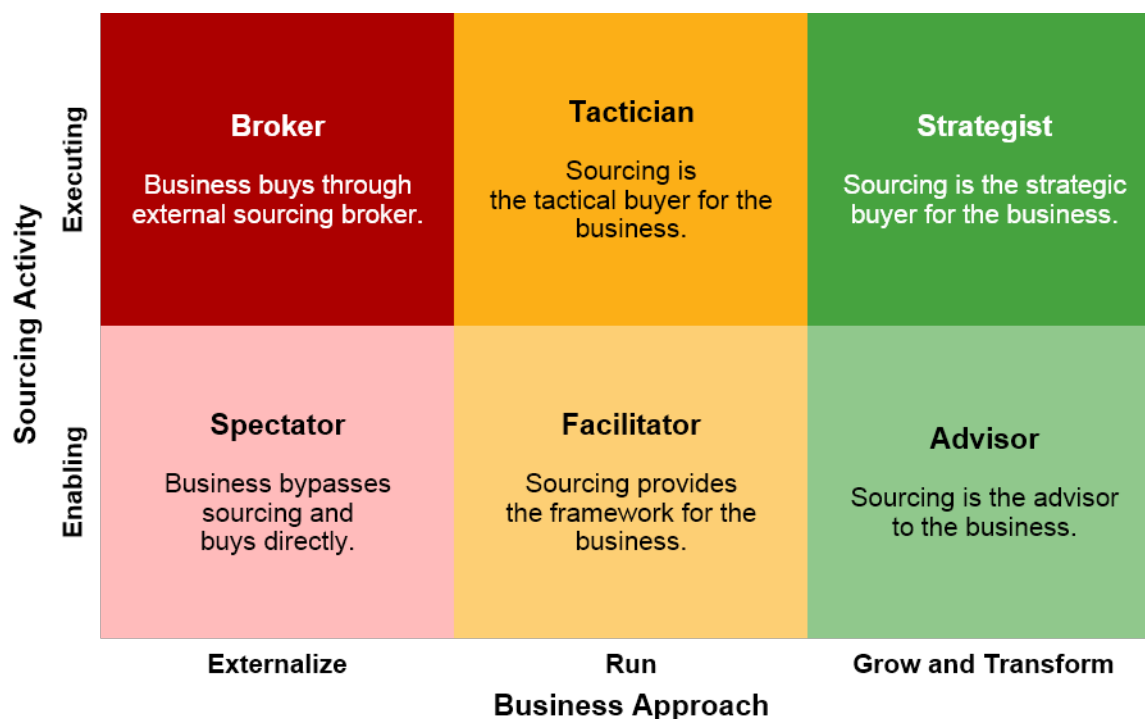 Sourcing Activity
Executing
Broker
Business buys through
external sourcing broker.
Tactician
Sourcing is
the tactical buyer for the
business.
Strategist
Sourcing is the strategic
buyer for the business.
Enabling
Spectator
Business bypasses
sourcing and
buys directly.
Facilitator
Sourcing provides
the framework for the
business.
Advisor
Sourcing is the advisor
to the business.
Externalize
Run
Grow and Transform
Business Approach